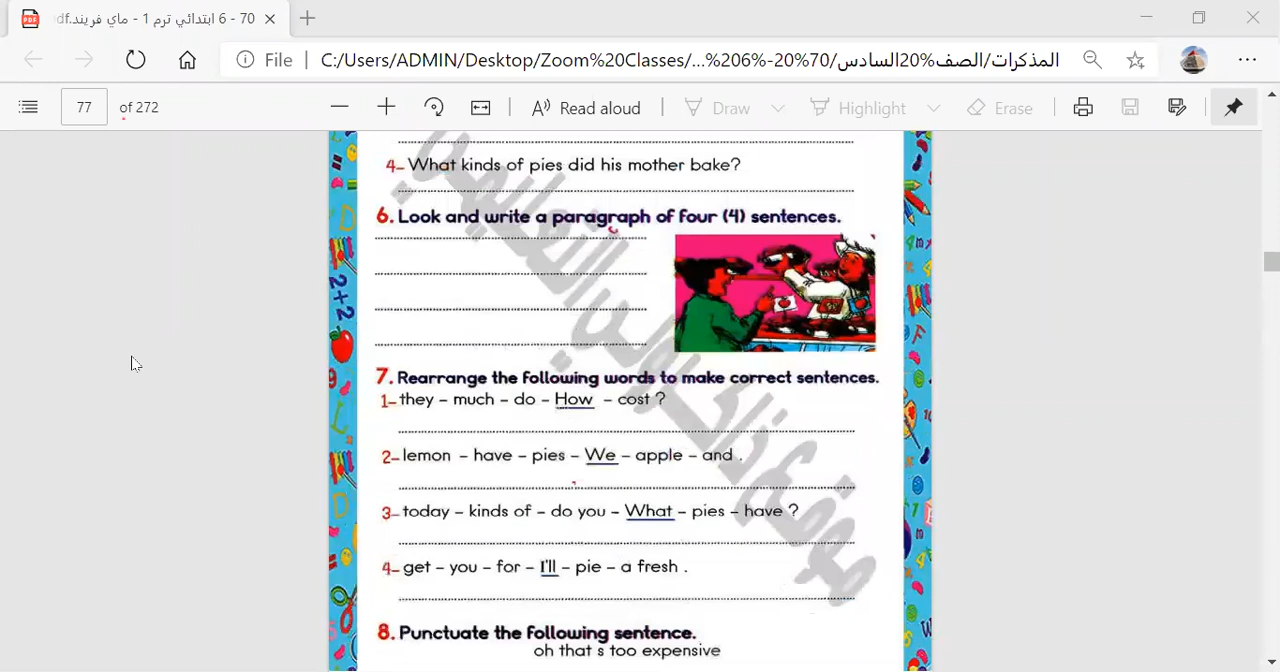 70 - 6 ابتدائي ترم 1 - ماي فريند.pdf
File C:/Users/ADMIN/Desktop/Zoom%20Classes/...%206%-20%70/المذكرات/الصف%20السادس
77 of 272 Read aloud Draw Highlight Erase
4- What kinds of pies did his mother bake?
6. Look and write a paragraph of four (4) sentences.
7. Rearrange the following words to make correct sentences.
1- they – much – do – How – cost ?
2- lemon – have – pies – We – apple – and .
3- today – kinds of – do you – What – pies – have ?
4- get – you – for – I'll – pie – a fresh .
8. Punctuate the following sentence.
oh that s too expensive